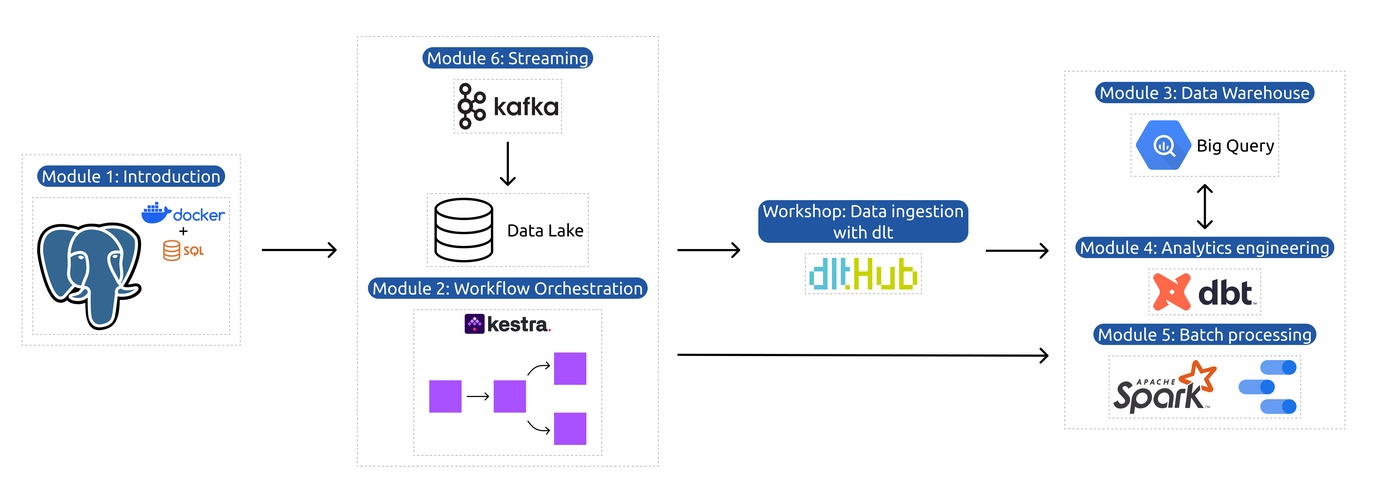 Module 1: Introduction
docker
+
SQL
Module 6: Streaming
kafka
Data Lake
Module 2: Workflow Orchestration
kestra.
Workshop: Data ingestion
with dlt
dltHub
Module 3: Data Warehouse
Big Query
Module 4: Analytics engineering
dbt
Module 5: Batch processing
APACHE
Spark™